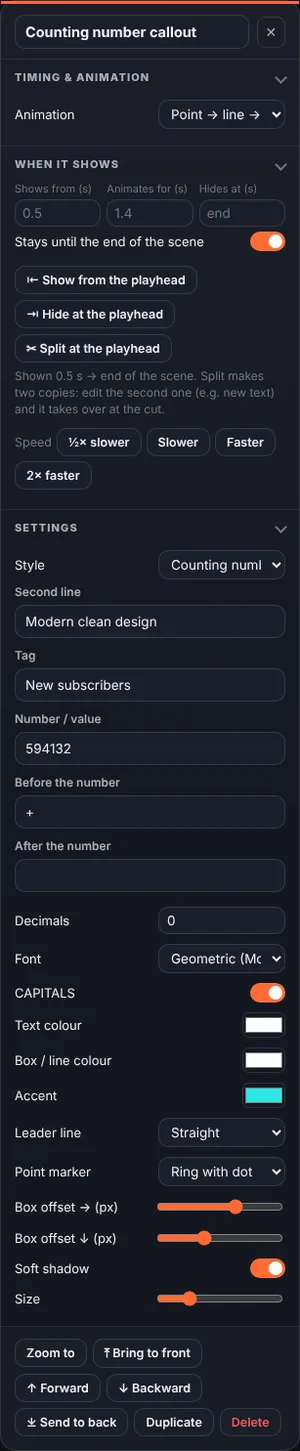 Counting number callout ✕
TIMING & ANIMATION
Animation Point → line →
WHEN IT SHOWS
Shows from (s) Animates for (s) Hides at (s)
0.5 1.4 end
Stays until the end of the scene
⇤ Show from the playhead
⇥ Hide at the playhead
✂ Split at the playhead
Shown 0.5 s → end of the scene. Split makes
two copies: edit the second one (e.g. new text)
and it takes over at the cut.
Speed ½× slower Slower Faster
2× faster
SETTINGS
Style Counting numl
Second line
Modern clean design
Tag
New subscribers
Number / value
594132
Before the number
+
After the number
Decimals 0
Font Geometric (Mc
CAPITALS
Text colour
Box / line colour
Accent
Leader line Straight
Point marker Ring with dot
Box offset → (px)
Box offset ↓ (px)
Soft shadow
Size
Zoom to ⤒ Bring to front
↑ Forward ↓ Backward
⤓ Send to back Duplicate Delete